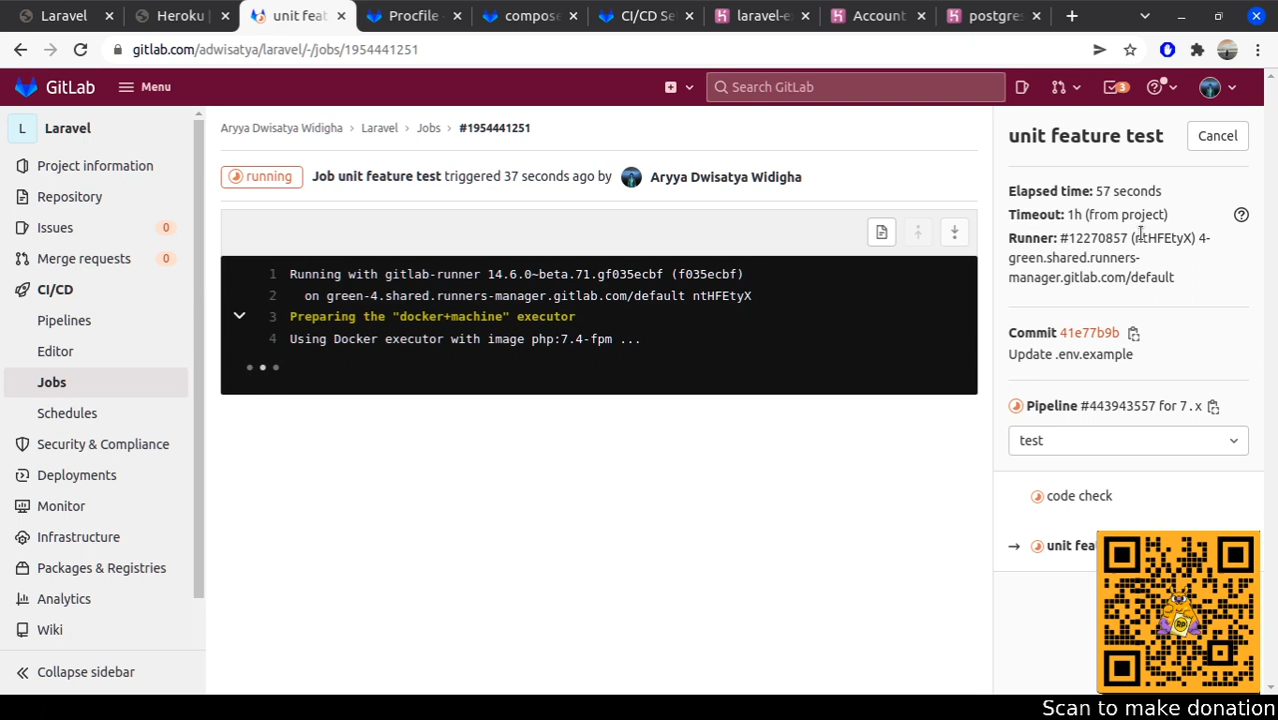 Laravel
Heroku |
unit feat
Procfile -
compose
CI/CD Se
laravel-e
Account
postgre
gitlab.com/adwisatya/laravel/-/jobs/1954441251
GitLab
Menu
Search GitLab
3
L
Laravel
Project information
Repository
Issues 0
Merge requests 0
CI/CD
Pipelines
Editor
Jobs
Schedules
Security & Compliance
Deployments
Monitor
Infrastructure
Packages & Registries
Analytics
Wiki
Collapse sidebar
Aryya Dwisatya Widigha > Laravel > Jobs > #1954441251
running Job unit feature test triggered 37 seconds ago by Aryya Dwisatya Widigha
1 Running with gitlab-runner 14.6.0~beta.71.gf035ecbf (f035ecbf)
2 on green-4.shared.runners-manager.gitlab.com/default ntHFEtyX
3 Preparing the "docker+machine" executor
4 Using Docker executor with image php:7.4-fpm ...
unit feature test
Cancel
Elapsed time: 57 seconds
Timeout: 1h (from project)
Runner: #12270857 (ntHFEtyX) 4-
green.shared.runners-
manager.gitlab.com/default
Commit 41e77b9b
Update .env.example
Pipeline #443943557 for 7.x
test
code check
→ unit fea
Scan to make donation